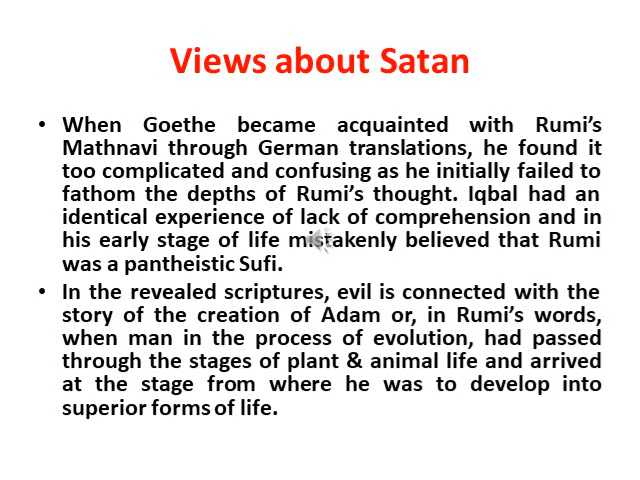 Views about Satan
• When Goethe became acquainted with Rumi's
Mathnavi through German translations, he found it
too complicated and confusing as he initially failed to
fathom the depths of Rumi's thought. Iqbal had an
identical experience of lack of comprehension and in
his early stage of life mistakenly believed that Rumi
was a pantheistic Sufi.
• In the revealed scriptures, evil is connected with the
story of the creation of Adam or, in Rumi's words,
when man in the process of evolution, had passed
through the stages of plant & animal life and arrived
at the stage from where he was to develop into
superior forms of life.